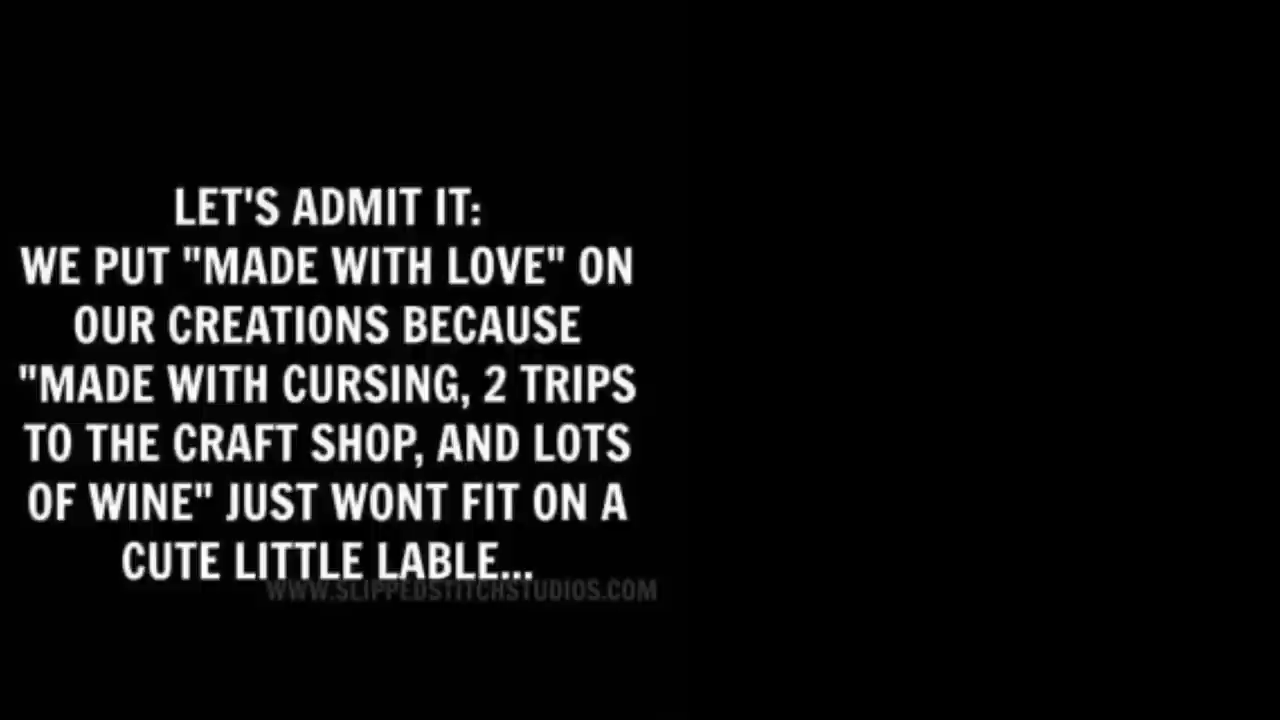 LET'S ADMIT IT:
WE PUT "MADE WITH LOVE" ON
OUR CREATIONS BECAUSE
"MADE WITH CURSING, 2 TRIPS
TO THE CRAFT SHOP, AND LOTS
OF WINE" JUST WONT FIT ON A
CUTE LITTLE LABLE...
WWW.SLIPPEDSTITCHSTUDIOS.COM